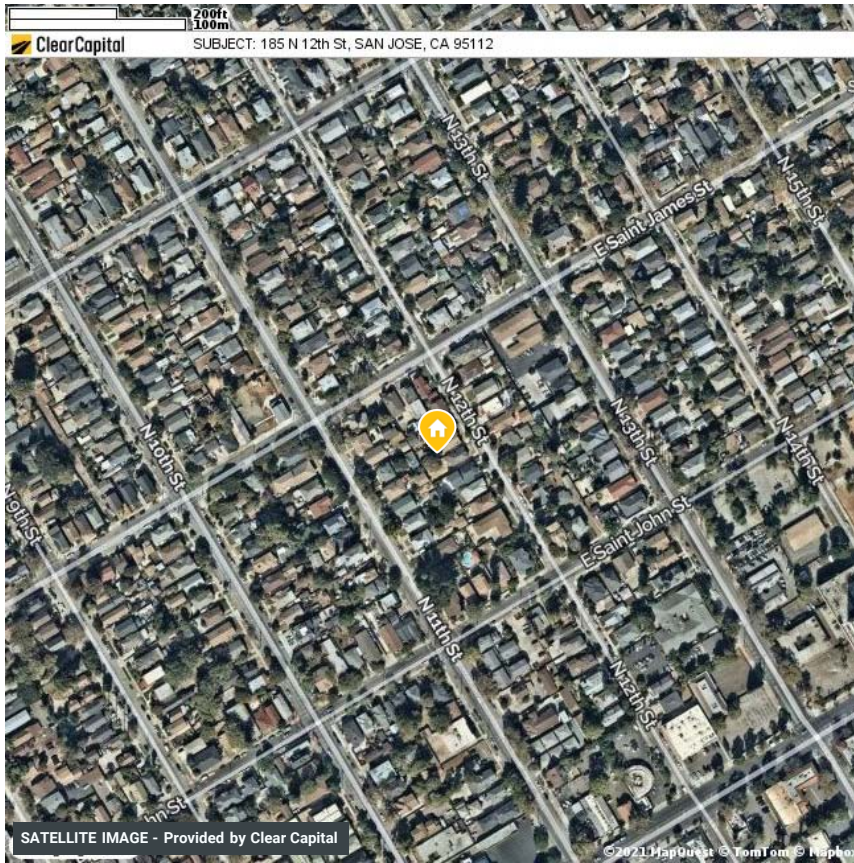 200ft
100m
ClearCapital
SUBJECT: 185 N 12th St, SAN JOSE, CA 95112
N 13th St
N 15th St
E Saint James St
N 12th St
N 13th St
N 14th St
N 10th St
N 9th St
E Saint John St
N 11th St
N 12th St
hn St
SATELLITE IMAGE - Provided by Clear Capital
©2021 MapQuest © TomTom © Mapbox